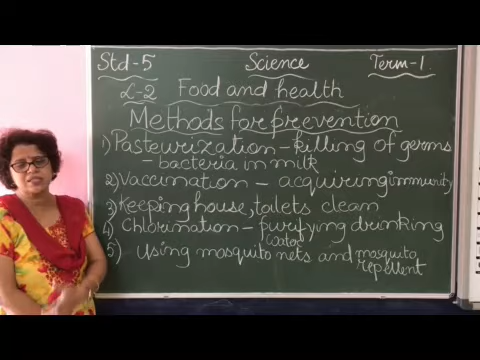 Std-5 Science Term-1.
L-2 Food and health
Methods for prevention
1) Pasteurization - killing of germs
- bacteria in milk
2) Vaccination - acquiring immunity
3) Keeping house, toilets clean
4) Chlorination - purifying drinking
water
5) Using mosquito nets and mosquito
repellent